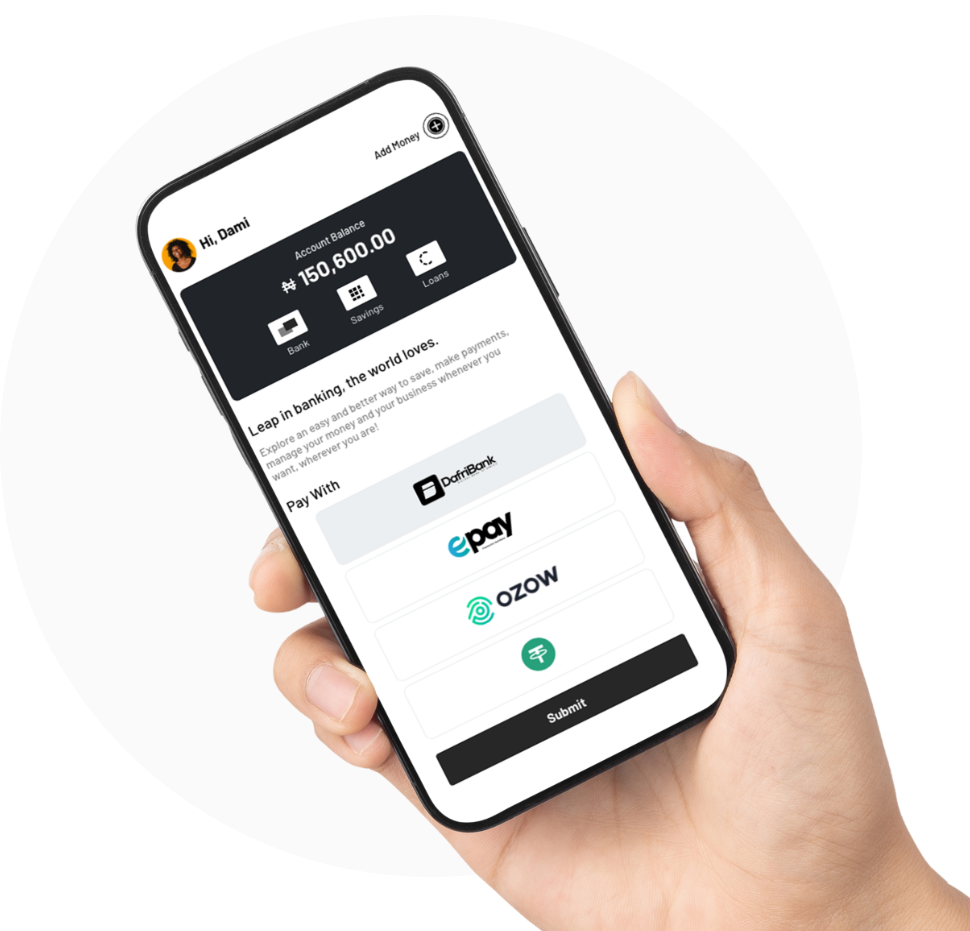 Add Money
Hi, Dami
Account Balance
₦ 150,600.00
Bank
Savings
Loans
Leap in banking, the world loves.
Explore an easy and better way to save, make payments,
manage your money and your business whenever you
want, wherever you are!
Pay With
DafriBank
epay
OZOW
Submit